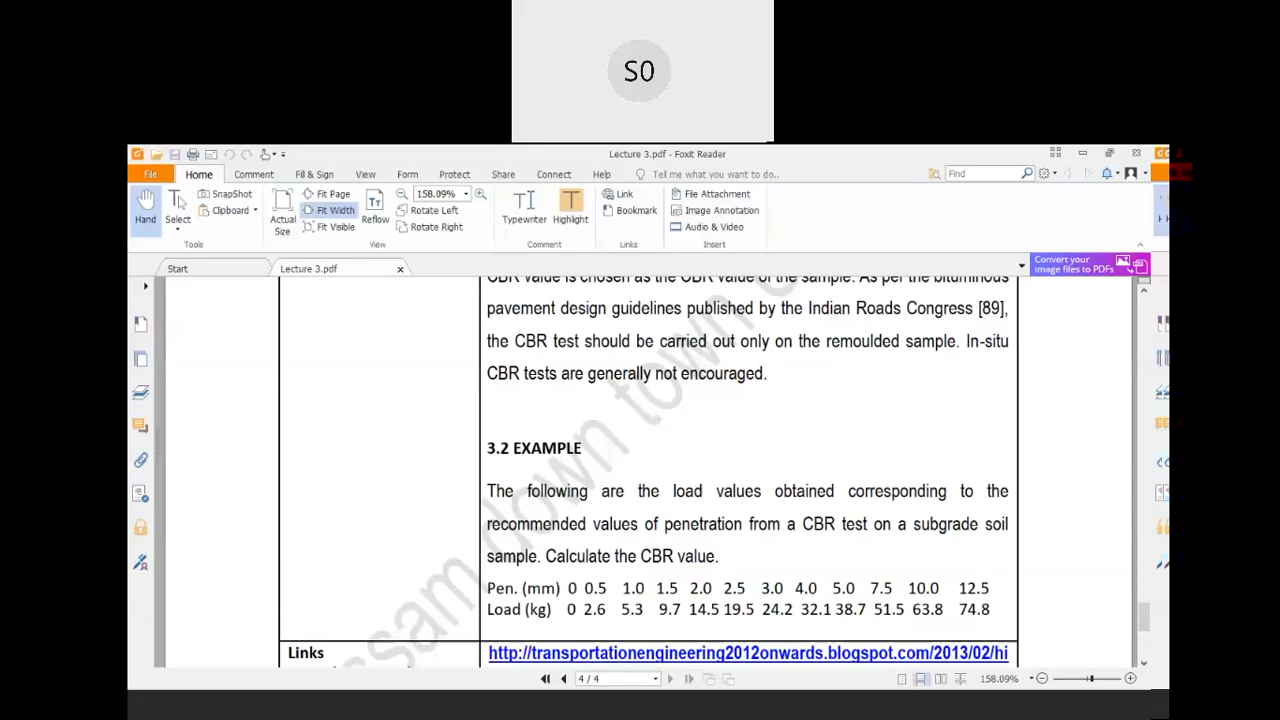 S0
Lecture 3.pdf - Foxit Reader
File Home Comment Fill & Sign View Form Protect Share Connect Help Tell me what you want to do.. Find
Hand
Select
SnapShot
Clipboard
Tools
Actual Size
Fit Page
Fit Width
Fit Visible
Reflow
158.09%
Rotate Left
Rotate Right
View
Typewriter
Highlight
Comment
Link
Bookmark
Links
File Attachment
Image Annotation
Audio & Video
Insert
Start
Lecture 3.pdf
Convert your
image files to PDFs
CBR value is chosen as the CBR value of the sample. As per the bituminous
pavement design guidelines published by the Indian Roads Congress [89],
the CBR test should be carried out only on the remoulded sample. In-situ
CBR tests are generally not encouraged.
3.2 EXAMPLE
The following are the load values obtained corresponding to the
recommended values of penetration from a CBR test on a subgrade soil
sample. Calculate the CBR value.
Pen. (mm) 0 0.5 1.0 1.5 2.0 2.5 3.0 4.0 5.0 7.5 10.0 12.5
Load (kg) 0 2.6 5.3 9.7 14.5 19.5 24.2 32.1 38.7 51.5 63.8 74.8
Links
http://transportationengineering2012onwards.blogspot.com/2013/02/hi
ssam down town
4 / 4
158.09%